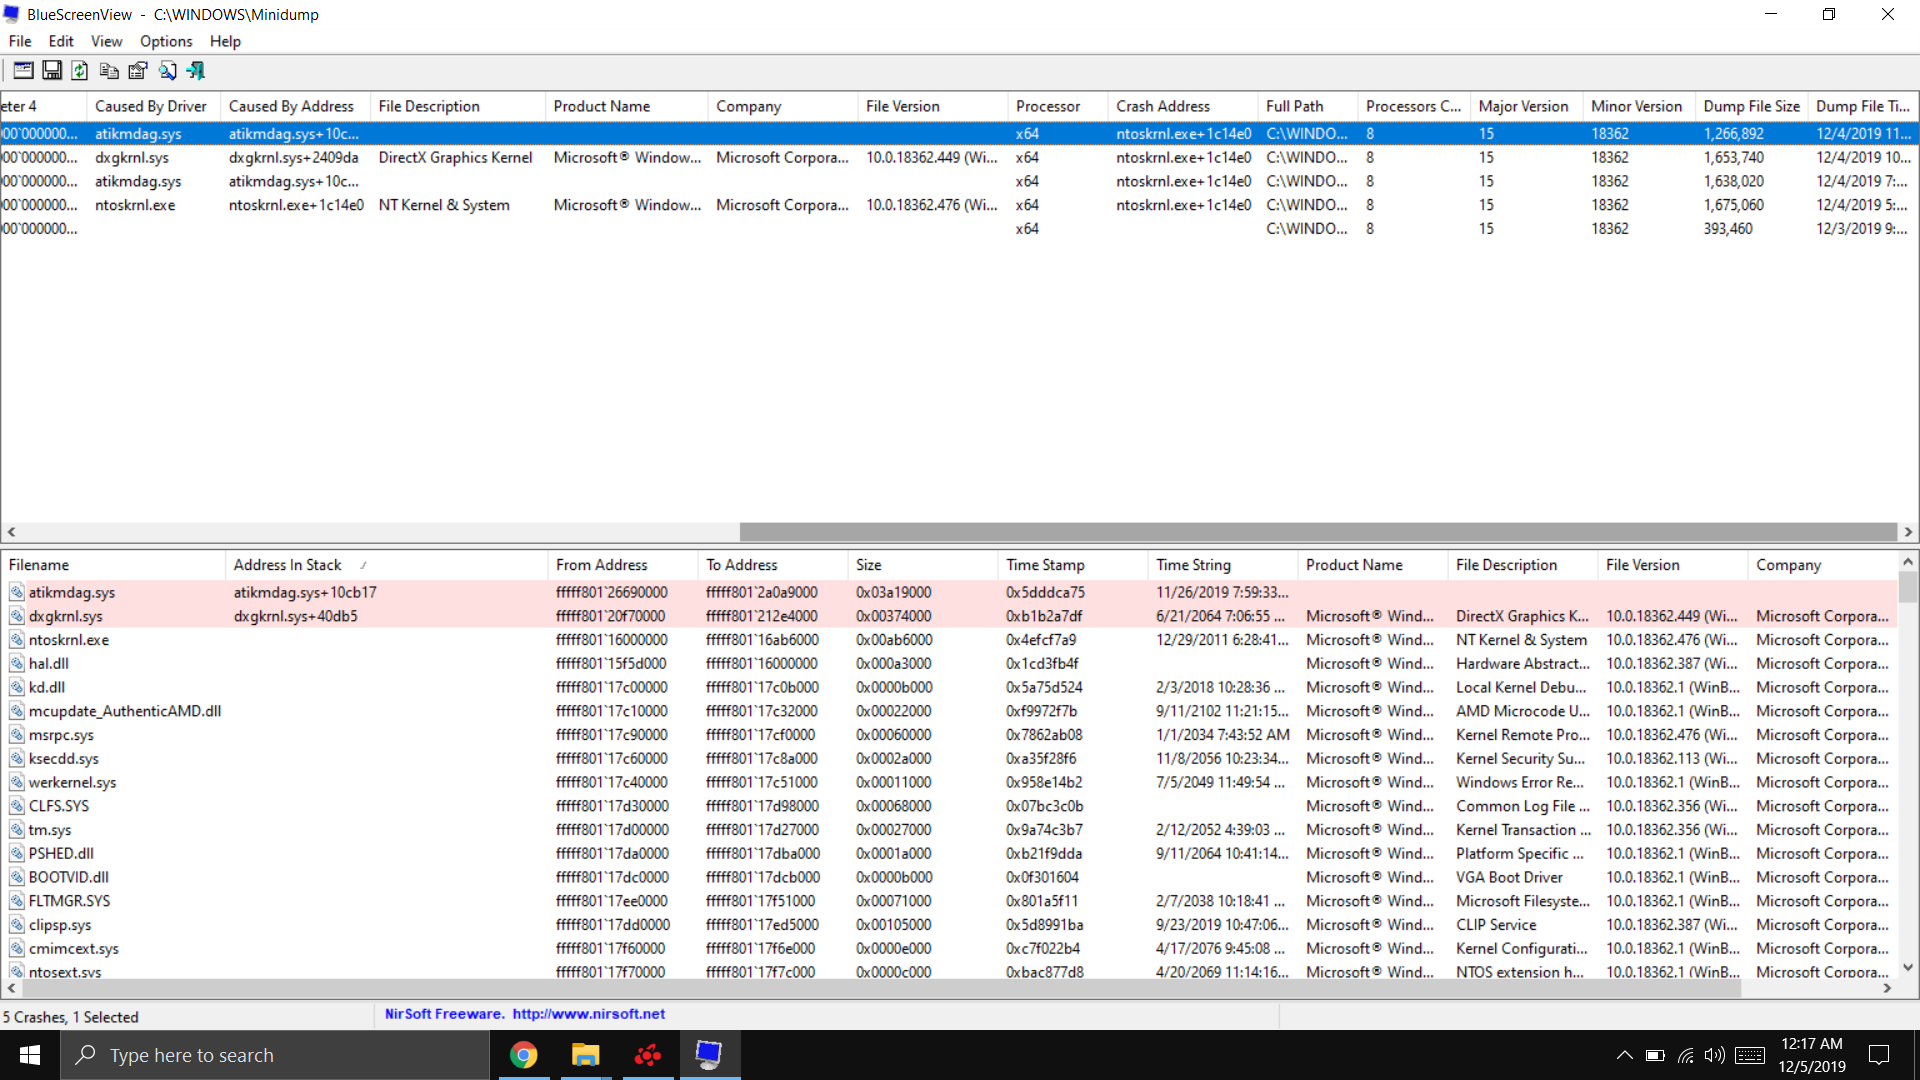 BlueScreenView - C:\WINDOWS\Minidump
File Edit View Options Help
eter 4 Caused By Driver Caused By Address File Description Product Name Company File Version Processor Crash Address Full Path Processors C... Major Version Minor Version Dump File Size Dump File Ti...
00`000000... atikmdag.sys atikmdag.sys+10c... x64 ntoskrnl.exe+1c14e0 C:\WINDO... 8 15 18362 1,266,892 12/4/2019 11...
00`000000... dxgkrnl.sys dxgkrnl.sys+2409da DirectX Graphics Kernel Microsoft® Window... Microsoft Corpora... 10.0.18362.449 (Wi... x64 ntoskrnl.exe+1c14e0 C:\WINDO... 8 15 18362 1,653,740 12/4/2019 10...
00`000000... atikmdag.sys atikmdag.sys+10c... x64 ntoskrnl.exe+1c14e0 C:\WINDO... 8 15 18362 1,638,020 12/4/2019 7:...
00`000000... ntoskrnl.exe ntoskrnl.exe+1c14e0 NT Kernel & System Microsoft® Window... Microsoft Corpora... 10.0.18362.476 (Wi... x64 ntoskrnl.exe+1c14e0 C:\WINDO... 8 15 18362 1,675,060 12/4/2019 5:...
00`000000... x64 C:\WINDO... 8 15 18362 393,460 12/3/2019 9:...
Filename Address In Stack From Address To Address Size Time Stamp Time String Product Name File Description File Version Company
atikmdag.sys atikmdag.sys+10cb17 fffff801`26690000 fffff801`2a0a9000 0x03a19000 0x5dddca75 11/26/2019 7:59:33...
dxgkrnl.sys dxgkrnl.sys+40db5 fffff801`20f70000 fffff801`212e4000 0x00374000 0xb1b2a7df 6/21/2064 7:06:55 ... Microsoft® Wind... DirectX Graphics K... 10.0.18362.449 (Wi... Microsoft Corpora...
ntoskrnl.exe fffff801`16000000 fffff801`16ab6000 0x00ab6000 0x4efcf7a9 12/29/2011 6:28:41... Microsoft® Wind... NT Kernel & System 10.0.18362.476 (Wi... Microsoft Corpora...
hal.dll fffff801`15f5d000 fffff801`16000000 0x000a3000 0x1cd3fb4f Microsoft® Wind... Hardware Abstract... 10.0.18362.387 (Wi... Microsoft Corpora...
kd.dll fffff801`17c00000 fffff801`17c0b000 0x0000b000 0x5a75d524 2/3/2018 10:28:36 ... Microsoft® Wind... Local Kernel Debu... 10.0.18362.1 (WinB... Microsoft Corpora...
mcupdate_AuthenticAMD.dll fffff801`17c10000 fffff801`17c32000 0x00022000 0xf9972f7b 9/11/2102 11:21:15... Microsoft® Wind... AMD Microcode U... 10.0.18362.1 (WinB... Microsoft Corpora...
msrpc.sys fffff801`17c90000 fffff801`17cf0000 0x00060000 0x7862ab08 1/1/2034 7:43:52 AM Microsoft® Wind... Kernel Remote Pro... 10.0.18362.476 (Wi... Microsoft Corpora...
ksecdd.sys fffff801`17c60000 fffff801`17c8a000 0x0002a000 0xa35f28f6 11/8/2056 10:23:34... Microsoft® Wind... Kernel Security Su... 10.0.18362.113 (Wi... Microsoft Corpora...
werkernel.sys fffff801`17c40000 fffff801`17c51000 0x00011000 0x958e14b2 7/5/2049 11:49:54 ... Microsoft® Wind... Windows Error Re... 10.0.18362.1 (WinB... Microsoft Corpora...
CLFS.SYS fffff801`17d30000 fffff801`17d98000 0x00068000 0x07bc3c0b Microsoft® Wind... Common Log File ... 10.0.18362.356 (Wi... Microsoft Corpora...
tm.sys fffff801`17d00000 fffff801`17d27000 0x00027000 0x9a74c3b7 2/12/2052 4:39:03 ... Microsoft® Wind... Kernel Transaction ... 10.0.18362.356 (Wi... Microsoft Corpora...
PSHED.dll fffff801`17da0000 fffff801`17dba000 0x0001a000 0xb21f9dda 9/11/2064 10:41:14... Microsoft® Wind... Platform Specific ... 10.0.18362.1 (WinB... Microsoft Corpora...
BOOTVID.dll fffff801`17dc0000 fffff801`17dcb000 0x0000b000 0x0f301604 Microsoft® Wind... VGA Boot Driver 10.0.18362.1 (WinB... Microsoft Corpora...
FLTMGR.SYS fffff801`17ee0000 fffff801`17f51000 0x00071000 0x801a5f11 2/7/2038 10:18:41 ... Microsoft® Wind... Microsoft Filesyste... 10.0.18362.1 (WinB... Microsoft Corpora...
clipsp.sys fffff801`17dd0000 fffff801`17ed5000 0x00105000 0x5d8991ba 9/23/2019 10:47:06... Microsoft® Wind... CLIP Service 10.0.18362.387 (Wi... Microsoft Corpora...
cmimcext.sys fffff801`17f60000 fffff801`17f6e000 0x0000e000 0xc7f022b4 4/17/2076 9:45:08 ... Microsoft® Wind... Kernel Configurati... 10.0.18362.1 (WinB... Microsoft Corpora...
ntosext.sys fffff801`17f70000 fffff801`17f7c000 0x0000c000 0xbac877d8 4/20/2069 11:14:16... Microsoft® Wind... NTOS extension h... 10.0.18362.1 (WinB... Microsoft Corpora...
5 Crashes, 1 Selected NirSoft Freeware. http://www.nirsoft.net
Type here to search
12:17 AM
12/5/2019